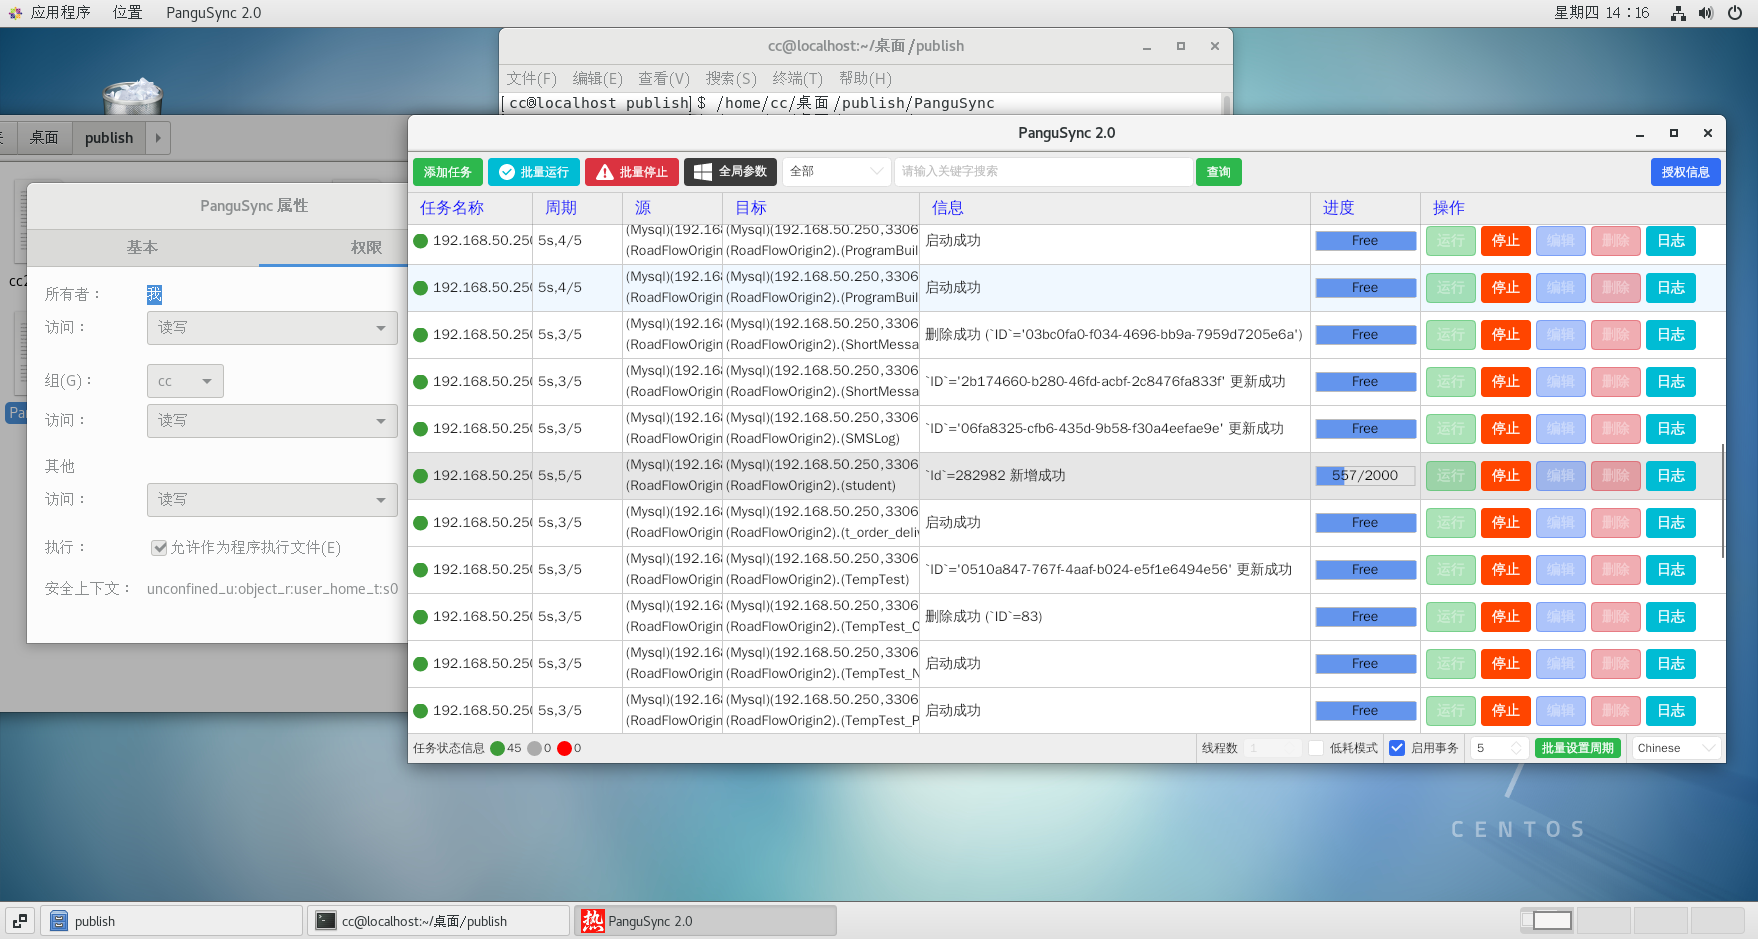 应用程序 位置 PanguSync 2.0 星期四 14：16
cc@localhost:~/桌面/publish
文件(F) 编辑(E) 查看(V) 搜索(S) 终端(T) 帮助(H)
[cc@localhost publish]$ /home/cc/桌面/publish/PanguSync
桌面 publish
PanguSync 属性
基本 权限
所有者： 我
访问： 读写
组(G)： cc
访问： 读写
其他
访问： 读写
执行： 允许作为程序执行文件(E)
安全上下文： unconfined_u:object_r:user_home_t:s0
PanguSync 2.0
添加任务 批量运行 批量停止 全局参数 全部 请输入关键字搜索 查询 授权信息
任务名称 周期 源 目标 信息 进度 操作
192.168.50.250 5s,4/5 (Mysql)(192.168 (Mysql)(192.168.50.250,3306 启动成功 Free 运行 停止 编辑 删除 日志
(RoadFlowOrigin (RoadFlowOrigin2).(ProgramBuil
192.168.50.250 5s,4/5 (Mysql)(192.168 (Mysql)(192.168.50.250,3306 启动成功 Free 运行 停止 编辑 删除 日志
(RoadFlowOrigin (RoadFlowOrigin2).(ProgramBuil
192.168.50.250 5s,3/5 (Mysql)(192.168 (Mysql)(192.168.50.250,3306 删除成功 (`ID`='03bc0fa0-f034-4696-bb9a-7959d7205e6a') Free 运行 停止 编辑 删除 日志
(RoadFlowOrigin (RoadFlowOrigin2).(ShortMessa
192.168.50.250 5s,3/5 (Mysql)(192.168 (Mysql)(192.168.50.250,3306 `ID`='2b174660-b280-46fd-acbf-2c8476fa833f' 更新成功 Free 运行 停止 编辑 删除 日志
(RoadFlowOrigin (RoadFlowOrigin2).(ShortMessa
192.168.50.250 5s,3/5 (Mysql)(192.168 (Mysql)(192.168.50.250,3306 `ID`='06fa8325-cfb6-435d-9b58-f30a4eefae9e' 更新成功 Free 运行 停止 编辑 删除 日志
(RoadFlowOrigin (RoadFlowOrigin2).(SMSLog)
192.168.50.250 5s,5/5 (Mysql)(192.168 (Mysql)(192.168.50.250,3306 `Id`=282982 新增成功 557/2000 运行 停止 编辑 删除 日志
(RoadFlowOrigin (RoadFlowOrigin2).(student)
192.168.50.250 5s,3/5 (Mysql)(192.168 (Mysql)(192.168.50.250,3306 启动成功 Free 运行 停止 编辑 删除 日志
(RoadFlowOrigin (RoadFlowOrigin2).(t_order_deliv
192.168.50.250 5s,3/5 (Mysql)(192.168 (Mysql)(192.168.50.250,3306 `ID`='0510a847-767f-4aaf-b024-e5f1e6494e56' 更新成功 Free 运行 停止 编辑 删除 日志
(RoadFlowOrigin (RoadFlowOrigin2).(TempTest)
192.168.50.250 5s,3/5 (Mysql)(192.168 (Mysql)(192.168.50.250,3306 删除成功 (`ID`=83) Free 运行 停止 编辑 删除 日志
(RoadFlowOrigin (RoadFlowOrigin2).(TempTest_C
192.168.50.250 5s,3/5 (Mysql)(192.168 (Mysql)(192.168.50.250,3306 启动成功 Free 运行 停止 编辑 删除 日志
(RoadFlowOrigin (RoadFlowOrigin2).(TempTest_N
192.168.50.250 5s,3/5 (Mysql)(192.168 (Mysql)(192.168.50.250,3306 启动成功 Free 运行 停止 编辑 删除 日志
(RoadFlowOrigin (RoadFlowOrigin2).(TempTest_P
任务状态信息 45 0 0 线程数 1 低耗模式 启用事务 5 批量设置周期 Chinese
7
CENTOS
publish cc@localhost:~/桌面/publish 热 PanguSync 2.0